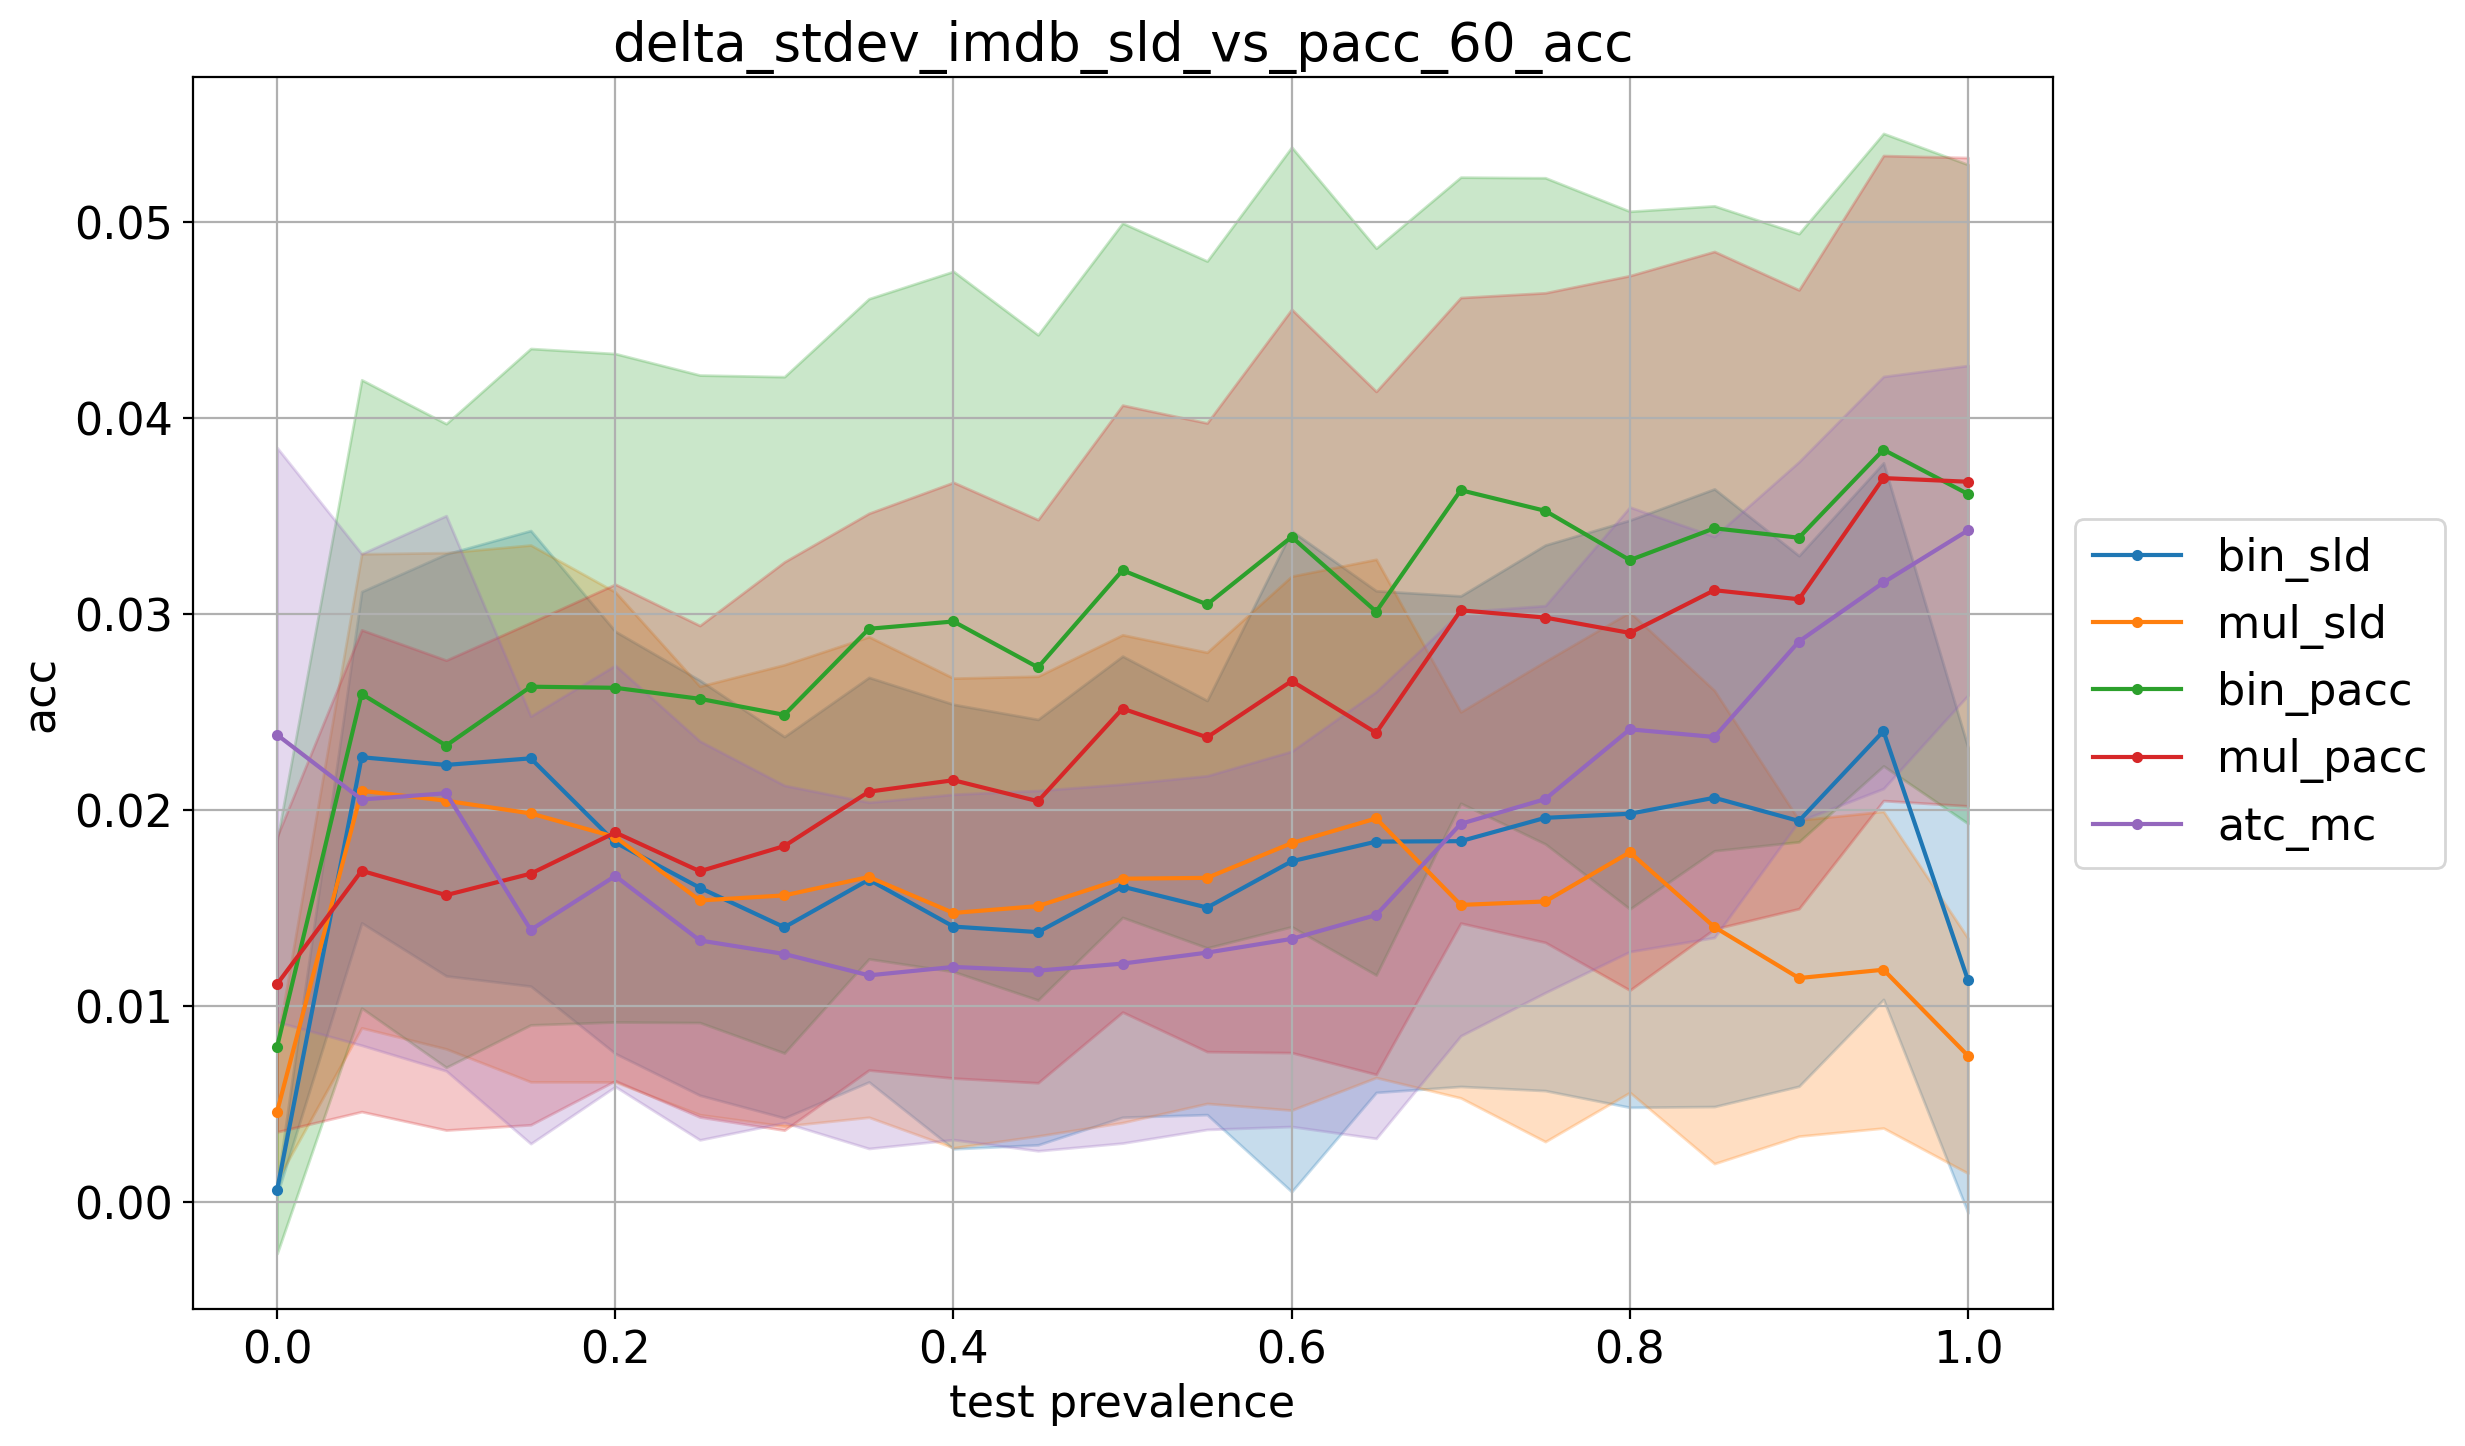 delta_stdev_imdb_sld_vs_pacc_60_acc
acc
0.05
0.04
0.03
0.02
0.01
0.00
0.0 0.2 0.4 0.6 0.8 1.0
test prevalence
bin_sld
mul_sld
bin_pacc
mul_pacc
atc_mc